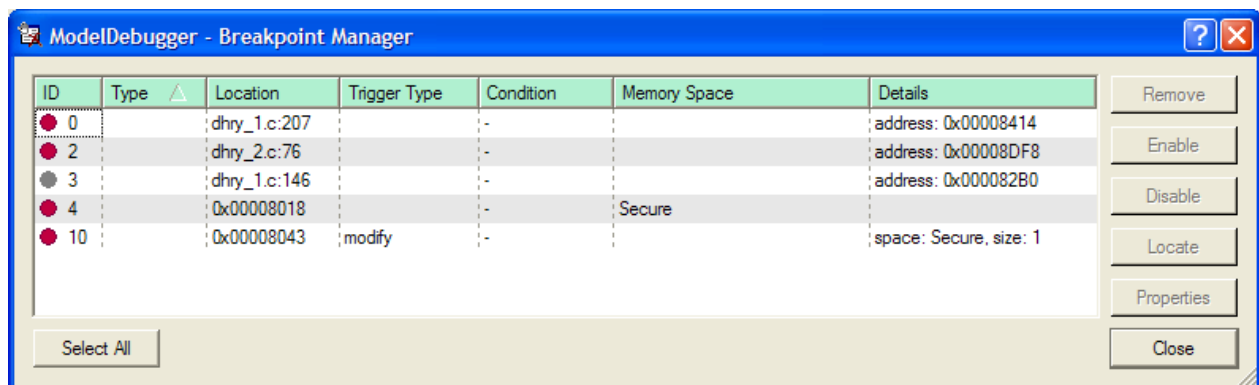 ModelDebugger - Breakpoint Manager
ID Type Location Trigger Type Condition Memory Space Details
0 dhry_1.c:207 - address: 0x00008414
2 dhry_2.c:76 - address: 0x00008DF8
3 dhry_1.c:146 - address: 0x000082B0
4 0x00008018 - Secure
10 0x00008043 modify - space: Secure, size: 1
Remove
Enable
Disable
Locate
Properties
Select All
Close